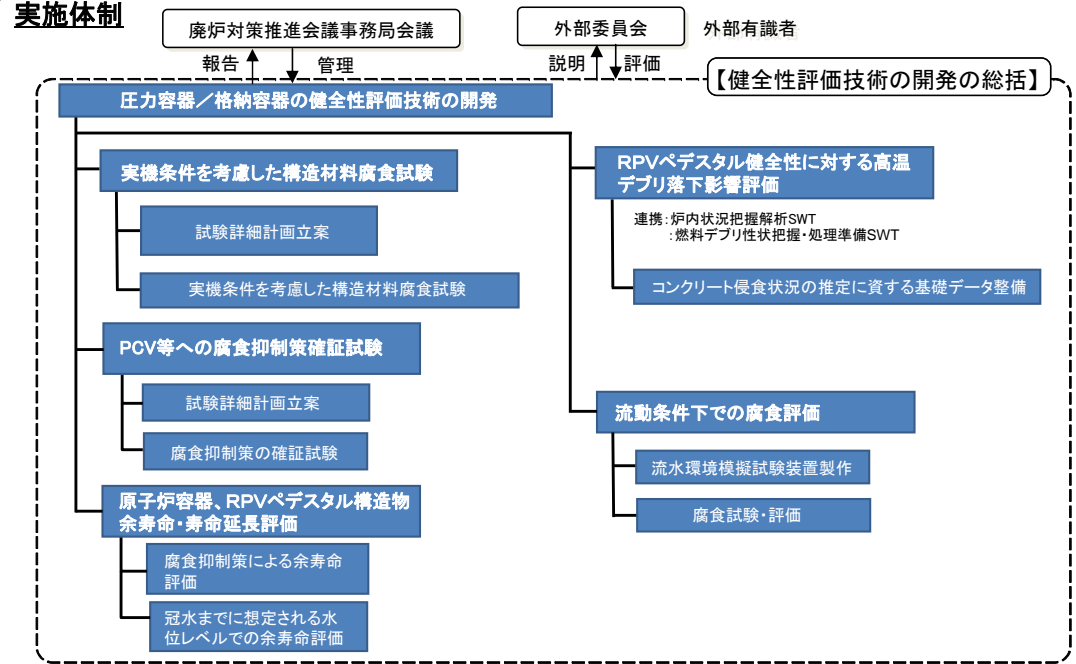 実施体制
廃炉対策推進会議事務局会議
外部委員会
外部有識者
報告
管理
説明
評価
【健全性評価技術の開発の総括】
圧力容器／格納容器の健全性評価技術の開発
実機条件を考慮した構造材料腐食試験
試験詳細計画立案
実機条件を考慮した構造材料腐食試験
PCV等への腐食抑制策確証試験
試験詳細計画立案
腐食抑制策の確証試験
原子炉容器、RPVペデスタル構造物
余寿命・寿命延長評価
腐食抑制策による余寿命
評価
冠水までに想定される水
位レベルでの余寿命評価
RPVペデスタル健全性に対する高温
デブリ落下影響評価
連携：炉内状況把握解析SWT
：燃料デブリ性状把握・処理準備SWT
コンクリート侵食状況の推定に資する基礎データ整備
流動条件下での腐食評価
流水環境模擬試験装置製作
腐食試験・評価